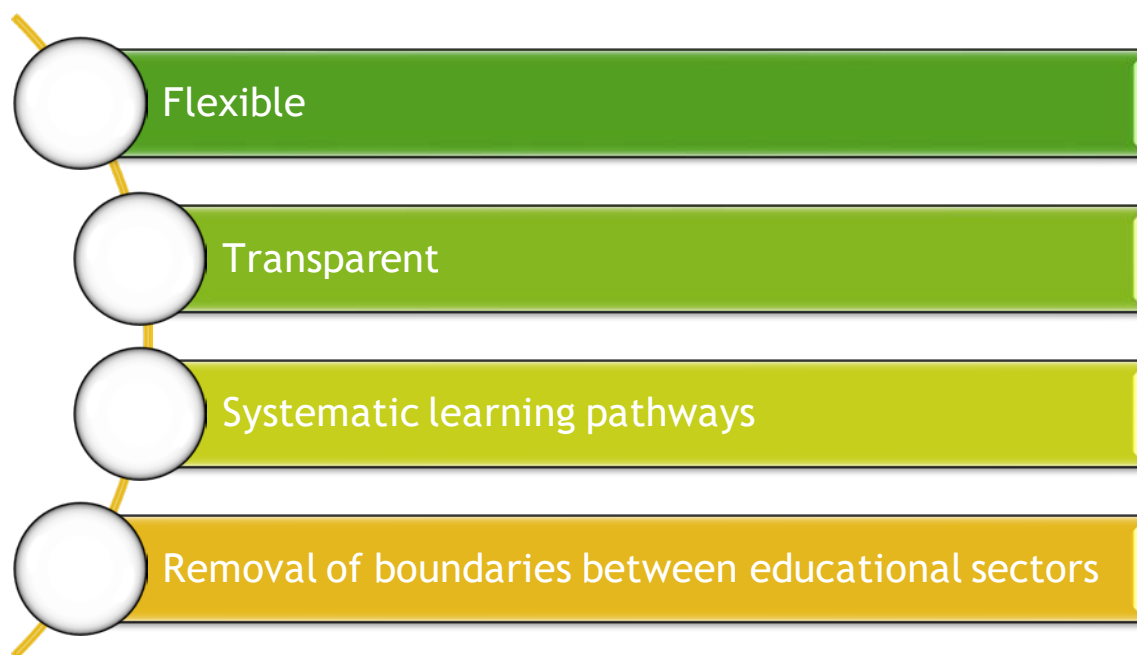 Flexible
Transparent
Systematic learning pathways
Removal of boundaries between educational sectors